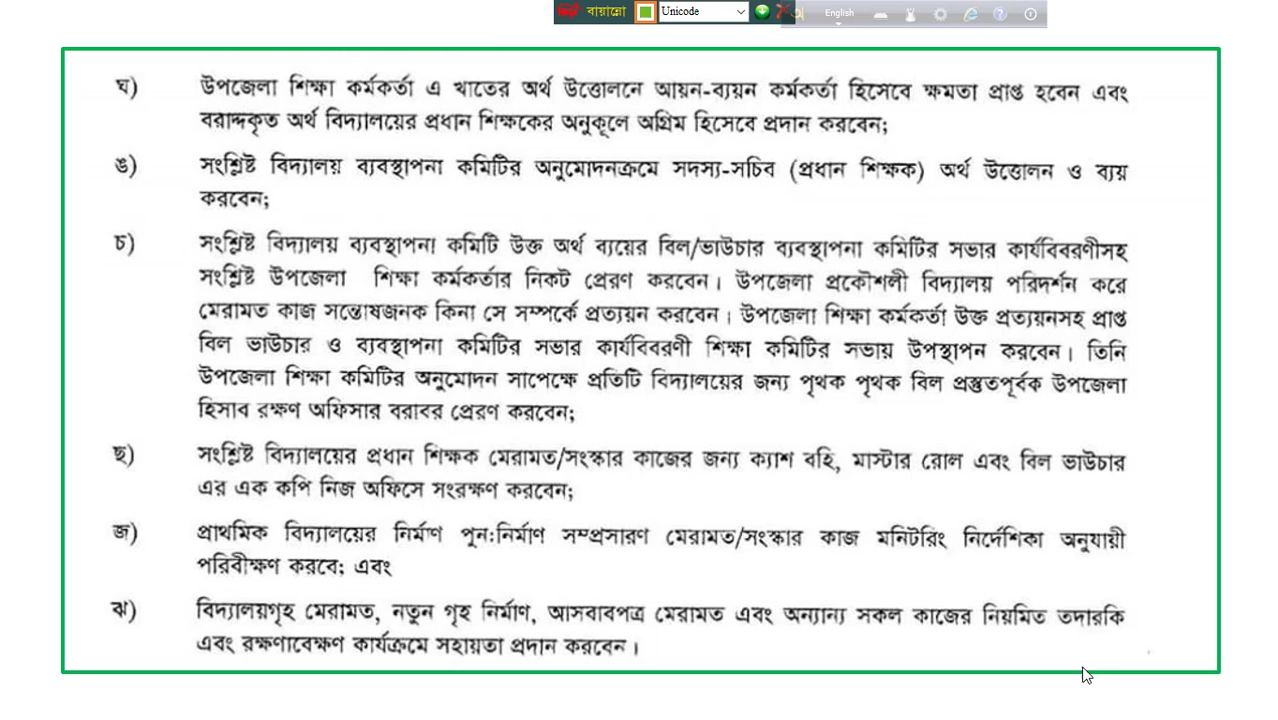 বায়ান্নো Unicode English
ঘ) উপজেলা শিক্ষা কর্মকর্তা এ খাতের অর্থ উত্তোলনে আয়ন-ব্যয়ন কর্মকর্তা হিসেবে ক্ষমতা প্রাপ্ত হবেন এবং
বরাদ্দকৃত অর্থ বিদ্যালয়ের প্রধান শিক্ষকের অনুকূলে অগ্রিম হিসেবে প্রদান করবেন;
ঙ) সংশ্লিষ্ট বিদ্যালয় ব্যবস্থাপনা কমিটির অনুমোদনক্রমে সদস্য-সচিব (প্রধান শিক্ষক) অর্থ উত্তোলন ও ব্যয়
করবেন;
চ) সংশ্লিষ্ট বিদ্যালয় ব্যবস্থাপনা কমিটি উক্ত অর্থ ব্যয়ের বিল/ভাউচার ব্যবস্থাপনা কমিটির সভার কার্যবিবরণীসহ
সংশ্লিষ্ট উপজেলা শিক্ষা কর্মকর্তার নিকট প্রেরণ করবেন। উপজেলা প্রকৌশলী বিদ্যালয় পরিদর্শন করে
মেরামত কাজ সন্তোষজনক কিনা সে সম্পর্কে প্রত্যয়ন করবেন। উপজেলা শিক্ষা কর্মকর্তা উক্ত প্রত্যয়নসহ প্রাপ্ত
বিল ভাউচার ও ব্যবস্থাপনা কমিটির সভার কার্যবিবরণী শিক্ষা কমিটির সভায় উপস্থাপন করবেন। তিনি
উপজেলা শিক্ষা কমিটির অনুমোদন সাপেক্ষে প্রতিটি বিদ্যালয়ের জন্য পৃথক পৃথক বিল প্রস্তুতপূর্বক উপজেলা
হিসাব রক্ষণ অফিসার বরাবর প্রেরণ করবেন;
ছ) সংশ্লিষ্ট বিদ্যালয়ের প্রধান শিক্ষক মেরামত/সংস্কার কাজের জন্য ক্যাশ বহি, মাস্টার রোল এবং বিল ভাউচার
এর এক কপি নিজ অফিসে সংরক্ষণ করবেন;
জ) প্রাথমিক বিদ্যালয়ের নির্মাণ পুন:নির্মাণ সম্প্রসারণ মেরামত/সংস্কার কাজ মনিটরিং নির্দেশিকা অনুযায়ী
পরিবীক্ষণ করবে; এবং
ঝ) বিদ্যালয়গৃহ মেরামত, নতুন গৃহ নির্মাণ, আসবাবপত্র মেরামত এবং অন্যান্য সকল কাজের নিয়মিত তদারকি
এবং রক্ষণাবেক্ষণ কার্যক্রমে সহায়তা প্রদান করবেন।